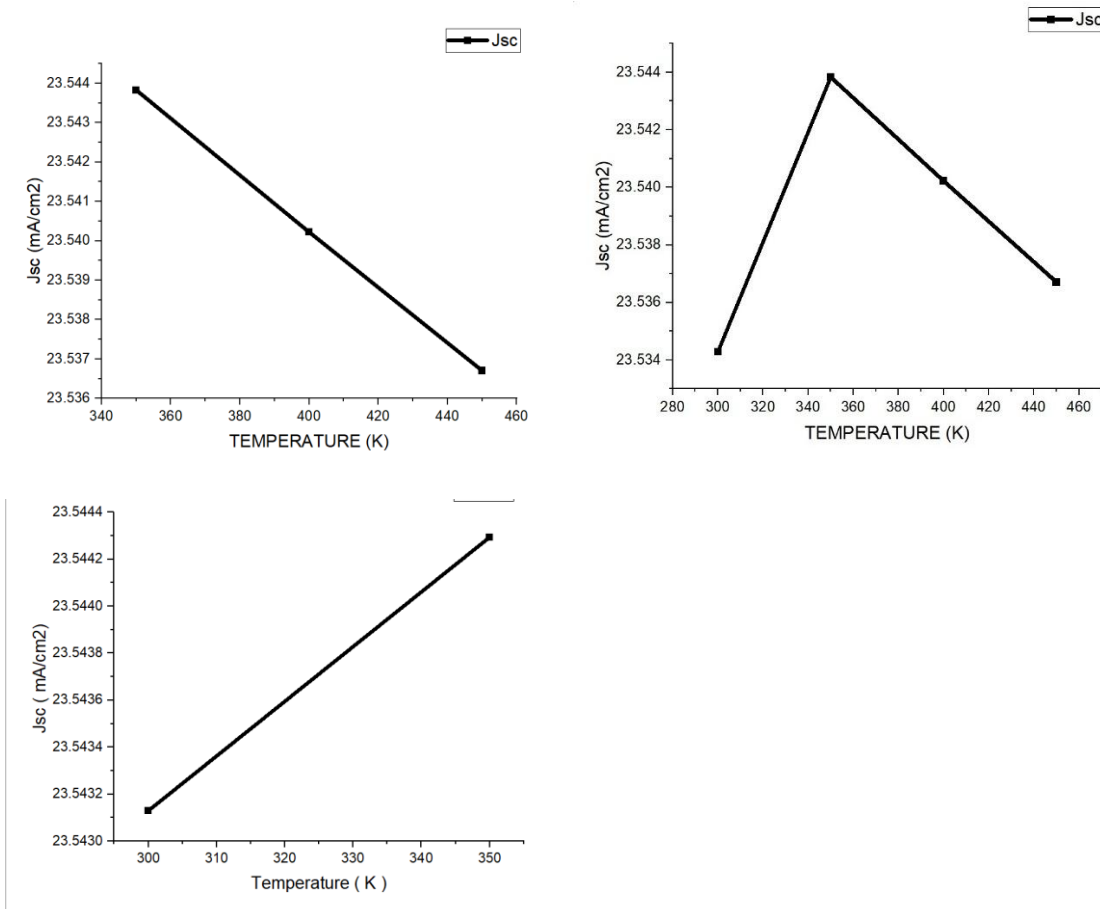 Jsc
23.544
23.543
23.542
23.541
23.540
23.539
23.538
23.537
23.536
Jsc (mA/cm2)
340 360 380 400 420 440 460
TEMPERATURE (K)
Jsc
23.544
23.542
23.540
23.538
23.536
23.534
Jsc (mA/cm2)
280 300 320 340 360 380 400 420 440 460
TEMPERATURE (K)
23.5444
23.5442
23.5440
23.5438
23.5436
23.5434
23.5432
23.5430
Jsc ( mA/cm2)
300 310 320 330 340 350
Temperature ( K )